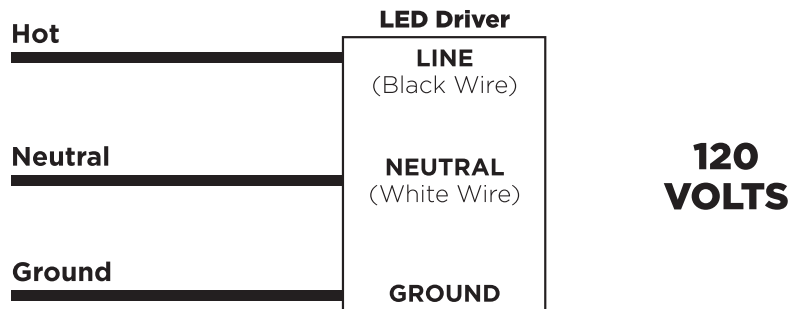 LED Driver
Hot
LINE
(Black Wire)
Neutral
NEUTRAL
(White Wire)
120
VOLTS
Ground
GROUND